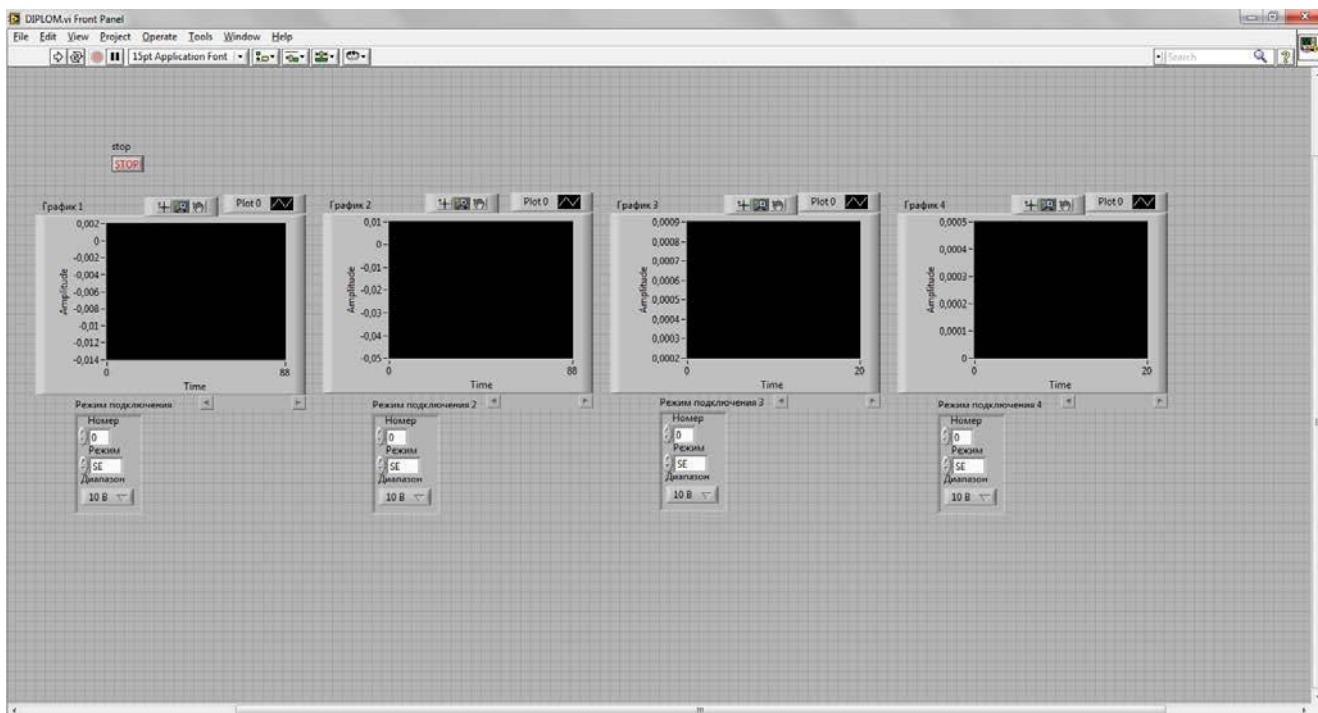 DIPLOM.vi Front Panel
File Edit View Project Operate Tools Window Help
15pt Application Font
Search
stop
STOP
График 1
Plot 0
0,002
0
-0,002
-0,004
-0,006
-0,008
-0,01
-0,012
-0,014
Amplitude
0
88
Time
Режим подключения
Номер
0
Режим
SE
Диапазон
10 В
График 2
Plot 0
0,01
0
-0,01
-0,02
-0,03
-0,04
-0,05
Amplitude
0
88
Time
Режим подключения 2
Номер
0
Режим
SE
Диапазон
10 В
График 3
Plot 0
0,0009
0,0008
0,0007
0,0006
0,0005
0,0004
0,0003
0,0002
Amplitude
0
20
Time
Режим подключения 3
Номер
0
Режим
SE
Диапазон
10 В
График 4
Plot 0
0,0005
0,0004
0,0003
0,0002
0,0001
0
Amplitude
0
20
Time
Режим подключения 4
Номер
0
Режим
SE
Диапазон
10 В